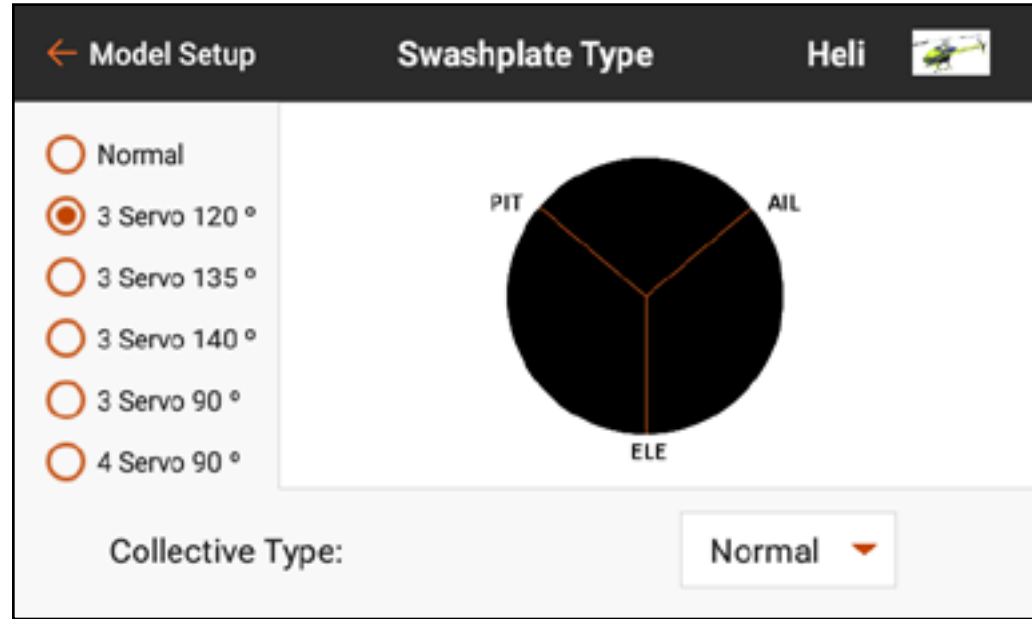 ← Model Setup
Swashplate Type
Heli
Normal
3 Servo 120 º
3 Servo 135 º
3 Servo 140 º
3 Servo 90 º
4 Servo 90 º
PIT
AIL
ELE
Collective Type:
Normal